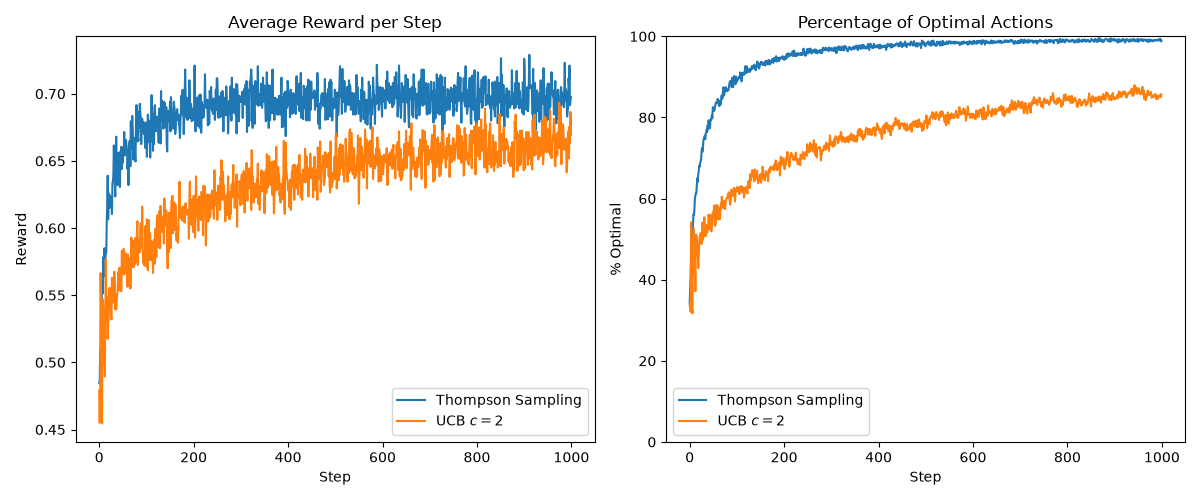 Average Reward per Step
Reward
0.70
0.65
0.60
0.55
0.50
0.45
0
200
400
600
800
1000
Step
Thompson Sampling
UCB c = 2
Percentage of Optimal Actions
% Optimal
100
80
60
40
20
0
0
200
400
600
800
1000
Step
Thompson Sampling
UCB c = 2